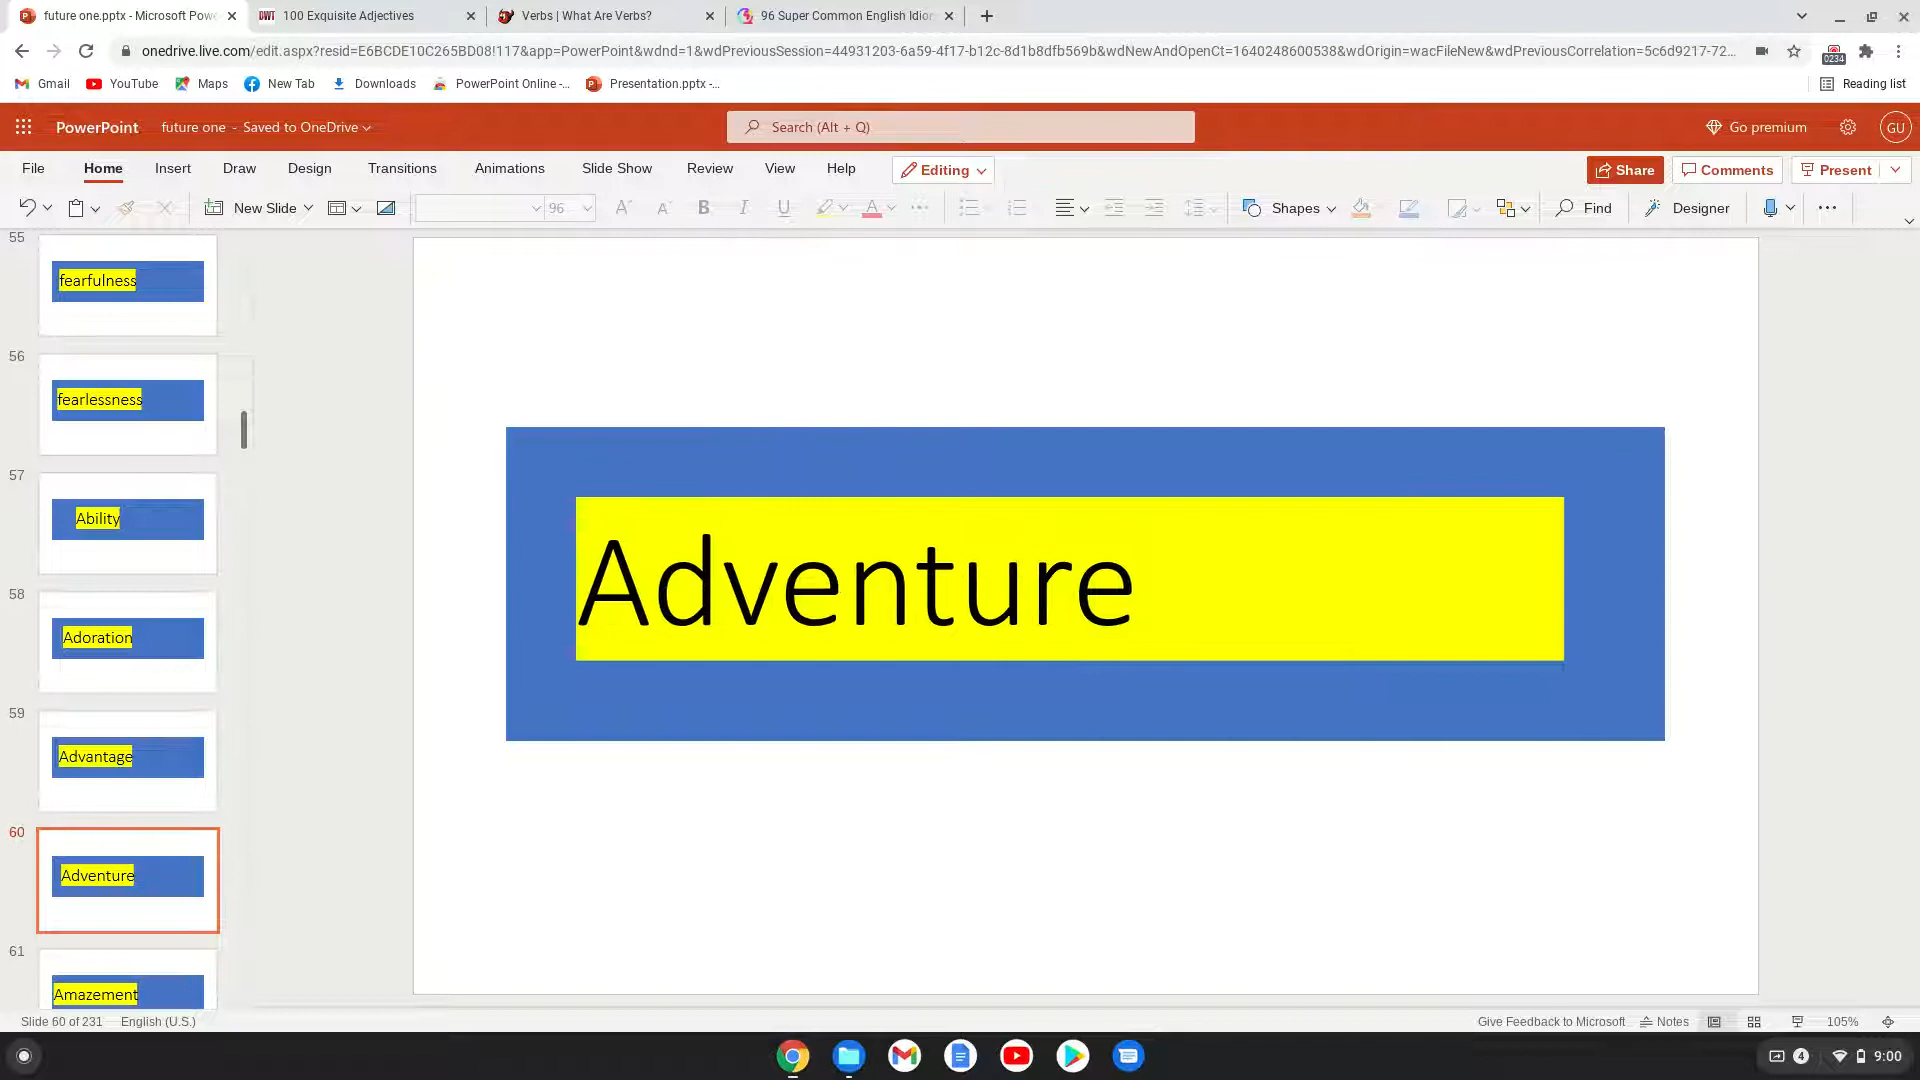 future one.pptx - Microsoft Powe
100 Exquisite Adjectives
Verbs | What Are Verbs?
96 Super Common English Idion
onedrive.live.com/edit.aspx?resid=E6BCDE10C265BD08!117&app=PowerPoint&wdnd=1&wdPreviousSession=44931203-6a59-4f17-b12c-8d1b8dfb569b&wdNewAndOpenCt=1640248600538&wdOrigin=wacFileNew&wdPreviousCorrelation=5c6d9217-72...
0234
Gmail YouTube Maps New Tab Downloads PowerPoint Online -... Presentation.pptx -... Reading list
PowerPoint future one - Saved to OneDrive Search (Alt + Q) Go premium GU
File Home Insert Draw Design Transitions Animations Slide Show Review View Help Editing Share Comments Present
New Slide 96 B I U A Shapes Find Designer
55
fearfulness
56
fearlessness
57
Ability
58
Adoration
59
Advantage
60
Adventure
61
Amazement
Adventure
Slide 60 of 231 English (U.S.) Give Feedback to Microsoft Notes 105%
4 9:00